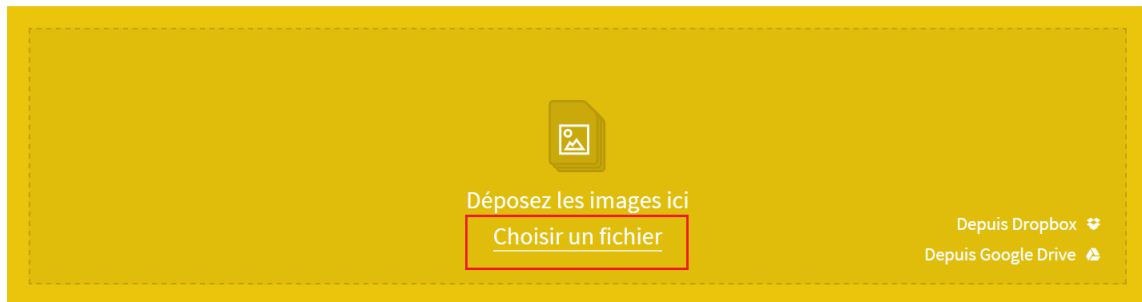 Déposez les images ici
Choisir un fichier
Depuis Dropbox
Depuis Google Drive